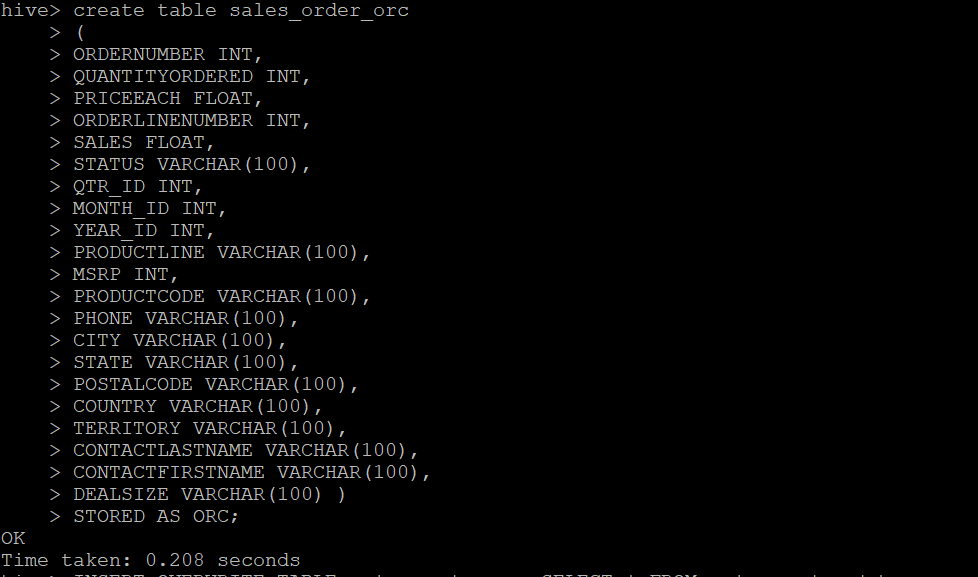 hive> create table sales_order_orc
> (
> ORDERNUMBER INT,
> QUANTITYORDERED INT,
> PRICEEACH FLOAT,
> ORDERLINENUMBER INT,
> SALES FLOAT,
> STATUS VARCHAR(100),
> QTR_ID INT,
> MONTH_ID INT,
> YEAR_ID INT,
> PRODUCTLINE VARCHAR(100),
> MSRP INT,
> PRODUCTCODE VARCHAR(100),
> PHONE VARCHAR(100),
> CITY VARCHAR(100),
> STATE VARCHAR(100),
> POSTALCODE VARCHAR(100),
> COUNTRY VARCHAR(100),
> TERRITORY VARCHAR(100),
> CONTACTLASTNAME VARCHAR(100),
> CONTACTFIRSTNAME VARCHAR(100),
> DEALSIZE VARCHAR(100) )
> STORED AS ORC;
OK
Time taken: 0.208 seconds